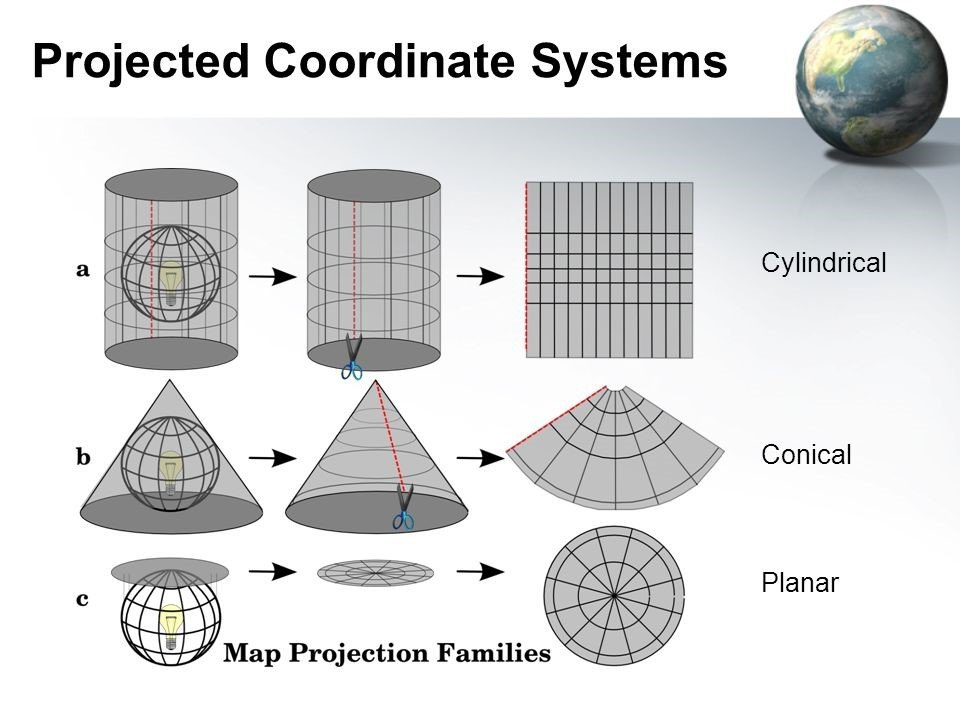 Projected Coordinate Systems
a
Cylindrical
b
Conical
c
Planar
Map Projection Families